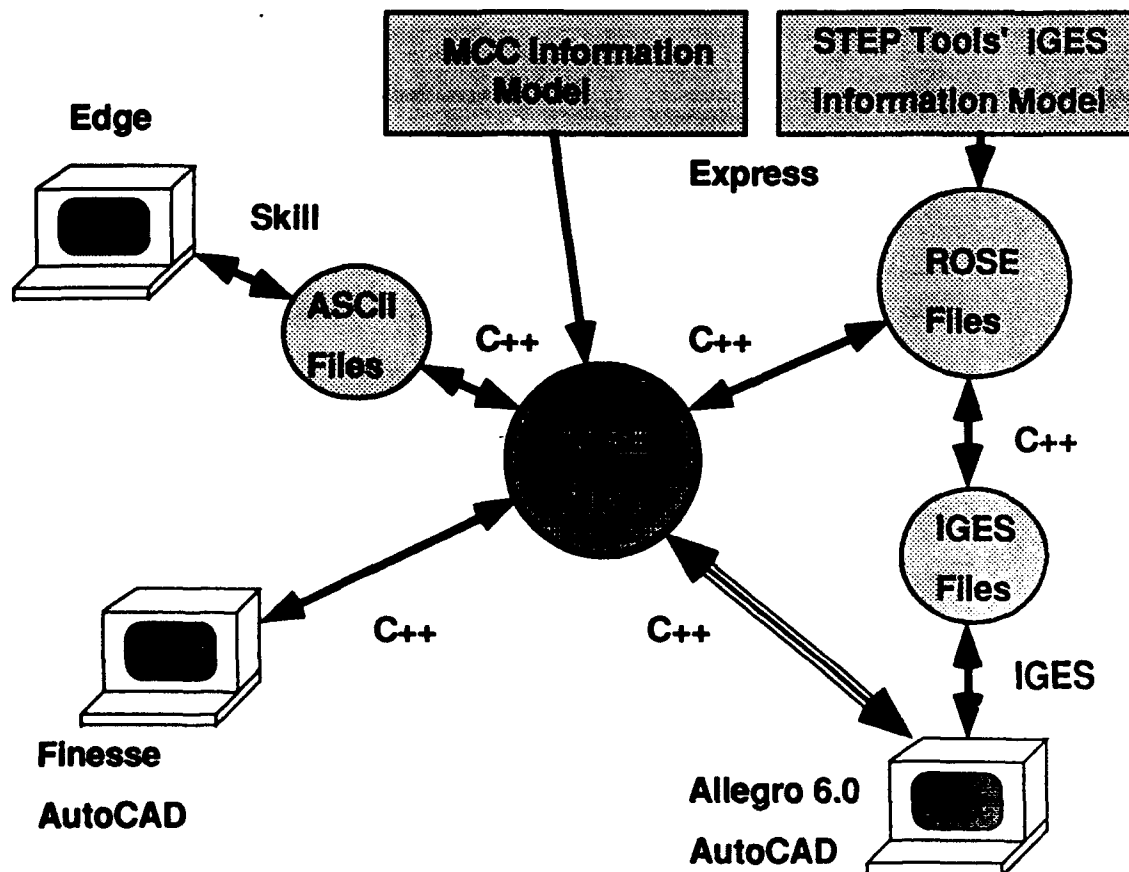 MCC Information
Model
STEP Tools' IGES
Information Model
Edge
Express
Skill
ASCII
Files
C++
C++
ROSE
Files
C++
IGES
Files
C++
C++
IGES
Finesse
AutoCAD
Allegro 6.0
AutoCAD